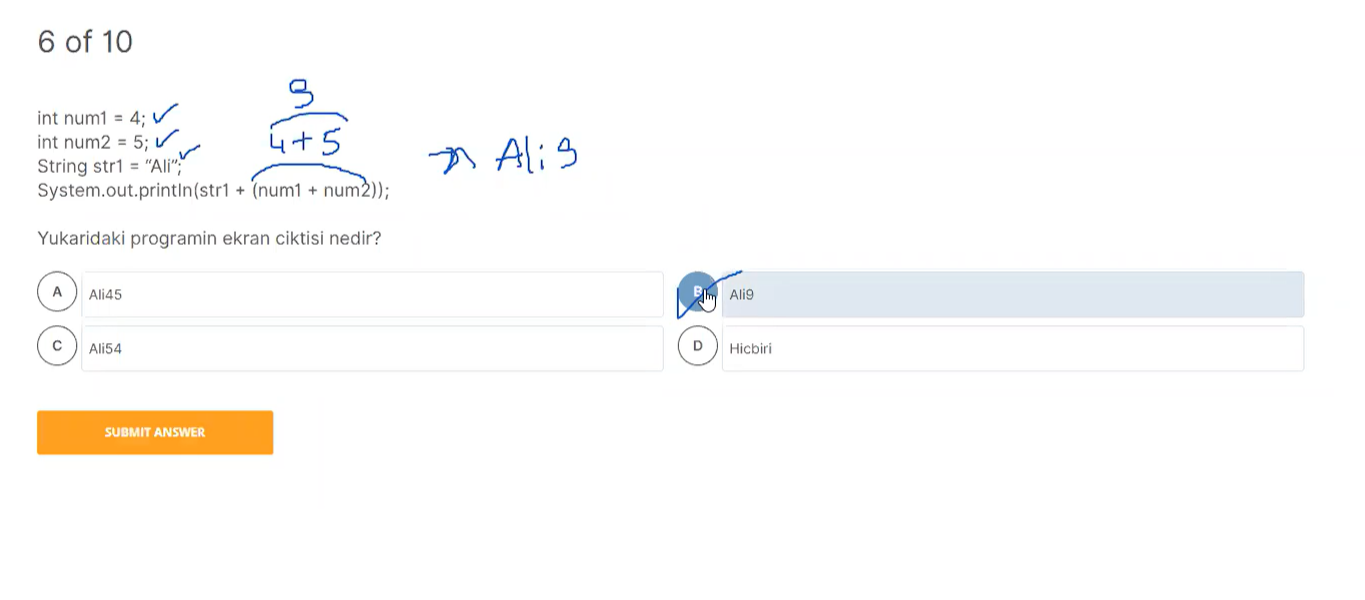 6 of 10
9
int num1 = 4;
int num2 = 5;
4+5
→ Ali9
String str1 = “Ali”;
System.out.println(str1 + (num1 + num2));
Yukaridaki programin ekran ciktisi nedir?
A Ali45
B Ali9
C Ali54
D Hicbiri
SUBMIT ANSWER